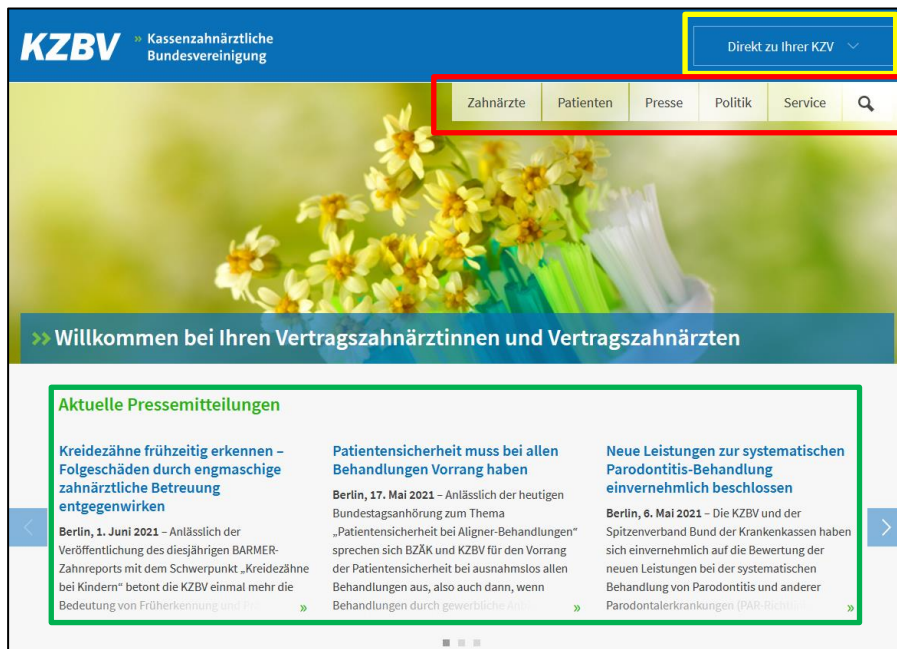 KZBV » Kassenzahnärztliche
Bundesvereinigung
Direkt zu Ihrer KZV
Zahnärzte Patienten Presse Politik Service
» Willkommen bei Ihren Vertragszahnärztinnen und Vertragszahnärzten
Aktuelle Pressemitteilungen
Kreidezähne frühzeitig erkennen –
Folgeschäden durch engmaschige
zahnärztliche Betreuung
entgegenwirken
Berlin, 1. Juni 2021 – Anlässlich der
Veröffentlichung des diesjährigen BARMER-
Zahnreports mit dem Schwerpunkt „Kreidezähne
bei Kindern“ betont die KZBV einmal mehr die
Bedeutung von Früherkennung und »
Patientensicherheit muss bei allen
Behandlungen Vorrang haben
Berlin, 17. Mai 2021 – Anlässlich der heutigen
Bundestagsanhörung zum Thema
„Patientensicherheit bei Aligner-Behandlungen“
sprechen sich BZÄK und KZBV für den Vorrang
der Patientensicherheit bei ausnahmslos allen
Behandlungen aus, also auch dann, wenn
Behandlungen durch gewerbliche »
Neue Leistungen zur systematischen
Parodontitis-Behandlung
einvernehmlich beschlossen
Berlin, 6. Mai 2021 – Die KZBV und der
Spitzenverband Bund der Krankenkassen haben
sich einvernehmlich auf die Bewertung der
neuen Leistungen bei der systematischen
Behandlung von Parodontitis und anderer
Parodontalerkrankungen »